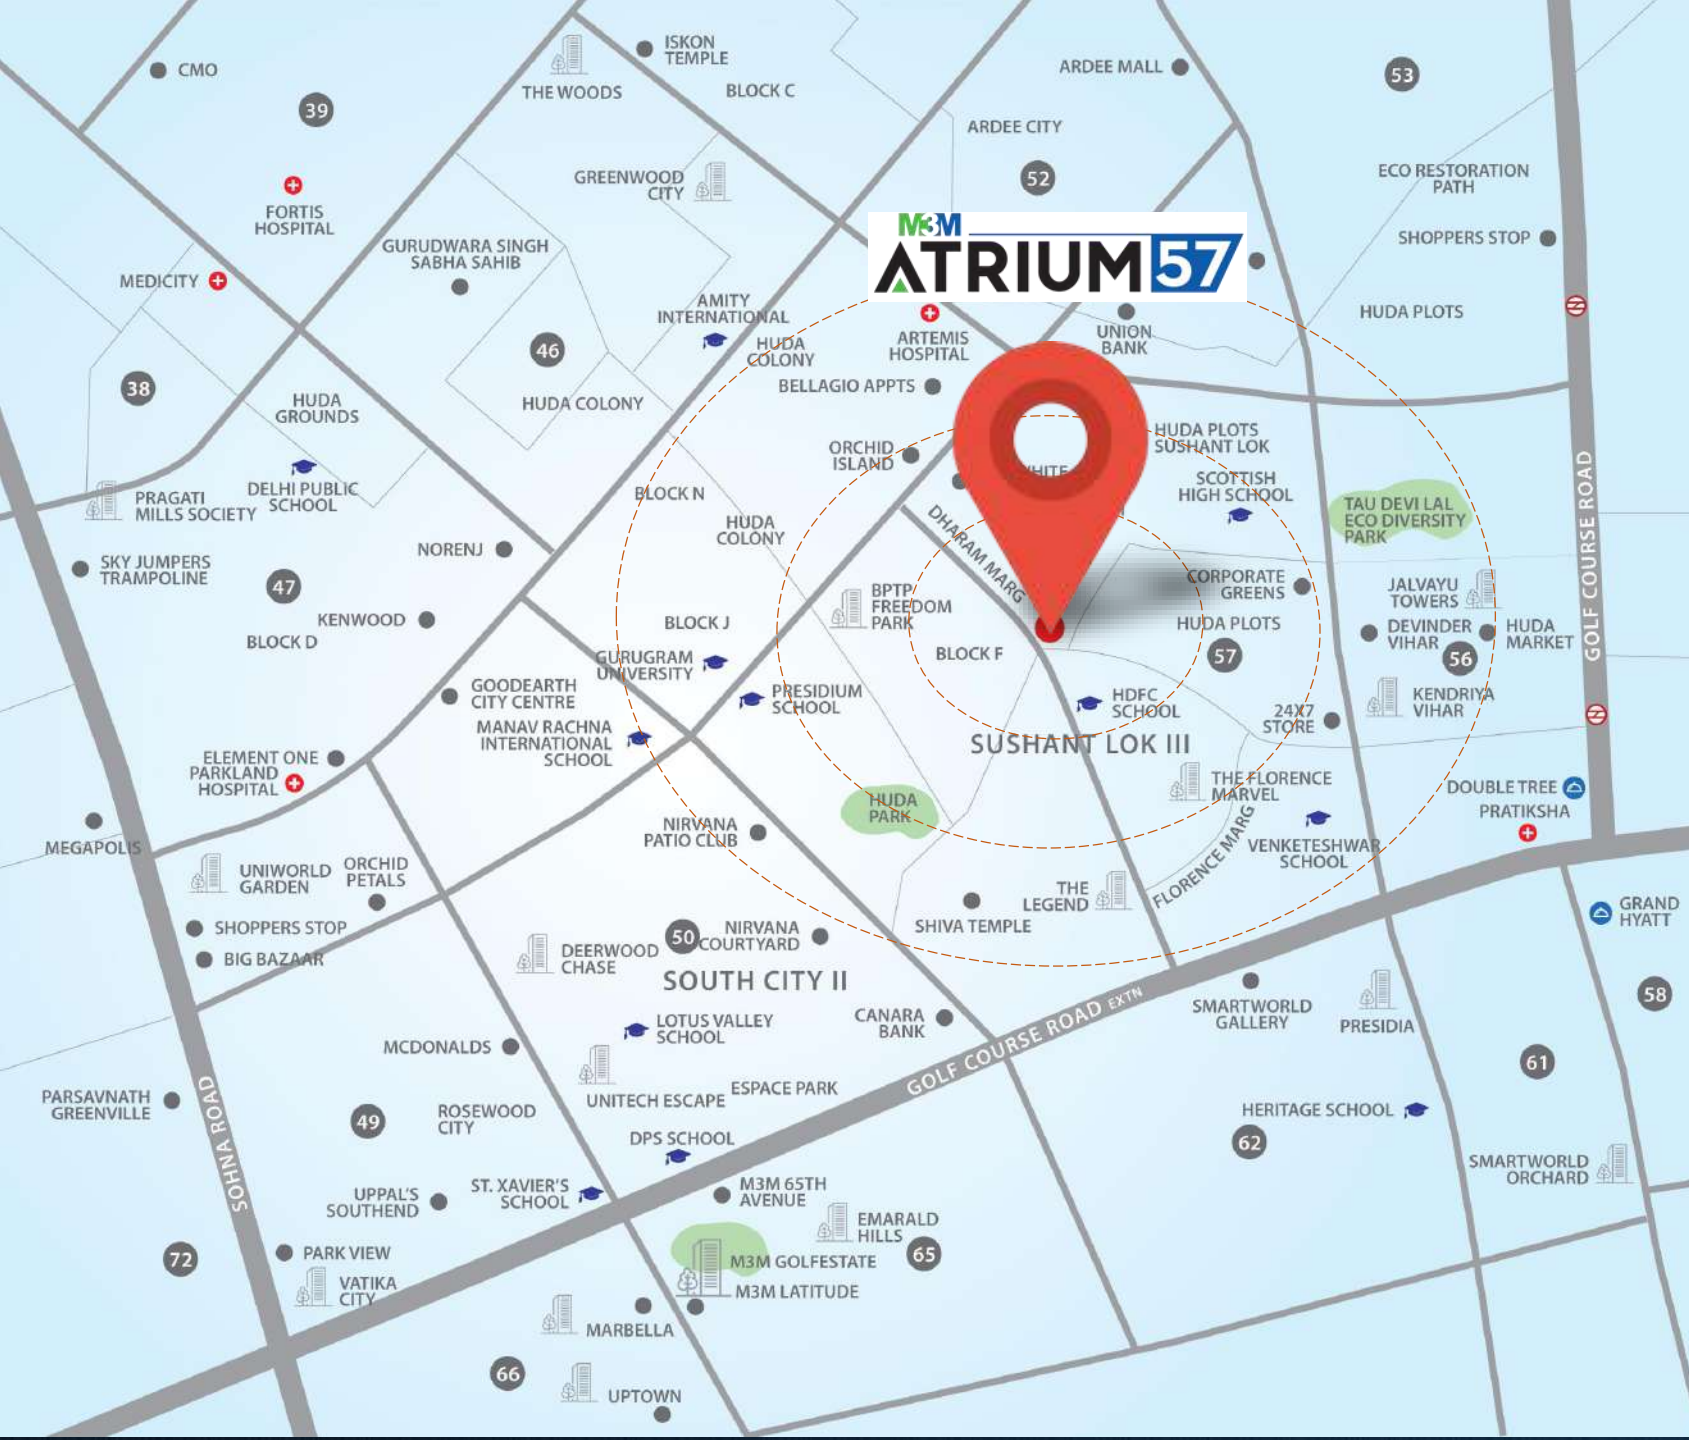 CMO
39
THE WOODS
ISKON
TEMPLE
BLOCK C
ARDEE MALL
53
ARDEE CITY
52
ECO RESTORATION
PATH
GREENWOOD
CITY
FORTIS
HOSPITAL
GURUDWARA SINGH
SABHA SAHIB
MEDICITY
M3M
ATRIUM 57
SHOPPERS STOP
HUDA PLOTS
AMITY
INTERNATIONAL
HUDA
COLONY
ARTEMIS
HOSPITAL
UNION
BANK
46
38
BELLAGIO APPTS
HUDA
GROUNDS
HUDA COLONY
HUDA PLOTS
SUSHANT LOK
ORCHID
ISLAND
WHITE
SCOTTISH
HIGH SCHOOL
PRAGATI
MILLS SOCIETY
DELHI PUBLIC
SCHOOL
BLOCK N
HUDA
COLONY
DHARAM MARG
TAU DEVI LAL
ECO DIVERSITY
PARK
GOLF COURSE ROAD
SKY JUMPERS
TRAMPOLINE
NORENJ
47
KENWOOD
BLOCK D
BPTP
FREEDOM
PARK
CORPORATE
GREENS
JALVAYU
TOWERS
BLOCK J
HUDA PLOTS
57
DEVINDER
VIHAR
56
HUDA
MARKET
BLOCK F
GURUGRAM
UNIVERSITY
GOODEARTH
CITY CENTRE
PRESIDIUM
SCHOOL
HDFC
SCHOOL
24X7
STORE
KENDRIYA
VIHAR
MANAV RACHNA
INTERNATIONAL
SCHOOL
SUSHANT LOK III
ELEMENT ONE
PARKLAND
HOSPITAL
THE FLORENCE
MARVEL
DOUBLE TREE
PRATIKSHA
MEGAPOLIS
HUDA
PARK
NIRVANA
PATIO CLUB
FLORENCE MARG
VENKETESHWAR
SCHOOL
UNIWORLD
GARDEN
ORCHID
PETALS
THE
LEGEND
SHIVA TEMPLE
GRAND
HYATT
SHOPPERS STOP
BIG BAZAAR
DEERWOOD
CHASE
50
NIRVANA
COURTYARD
SOUTH CITY II
58
LOTUS VALLEY
SCHOOL
CANARA
BANK
GOLF COURSE ROAD EXTN
SMARTWORLD
GALLERY
PRESIDIA
MCDONALDS
61
PARSAVNATH
GREENVILLE
SOHNA ROAD
49
ROSEWOOD
CITY
UNITECH ESCAPE
ESPACE PARK
HERITAGE SCHOOL
62
DPS SCHOOL
SMARTWORLD
ORCHARD
UPPAL'S
SOUTHEND
ST. XAVIER'S
SCHOOL
M3M 65TH
AVENUE
EMARALD
HILLS
65
72
PARK VIEW
VATIKA
CITY
M3M GOLFESTATE
M3M LATITUDE
MARBELLA
66
UPTOWN